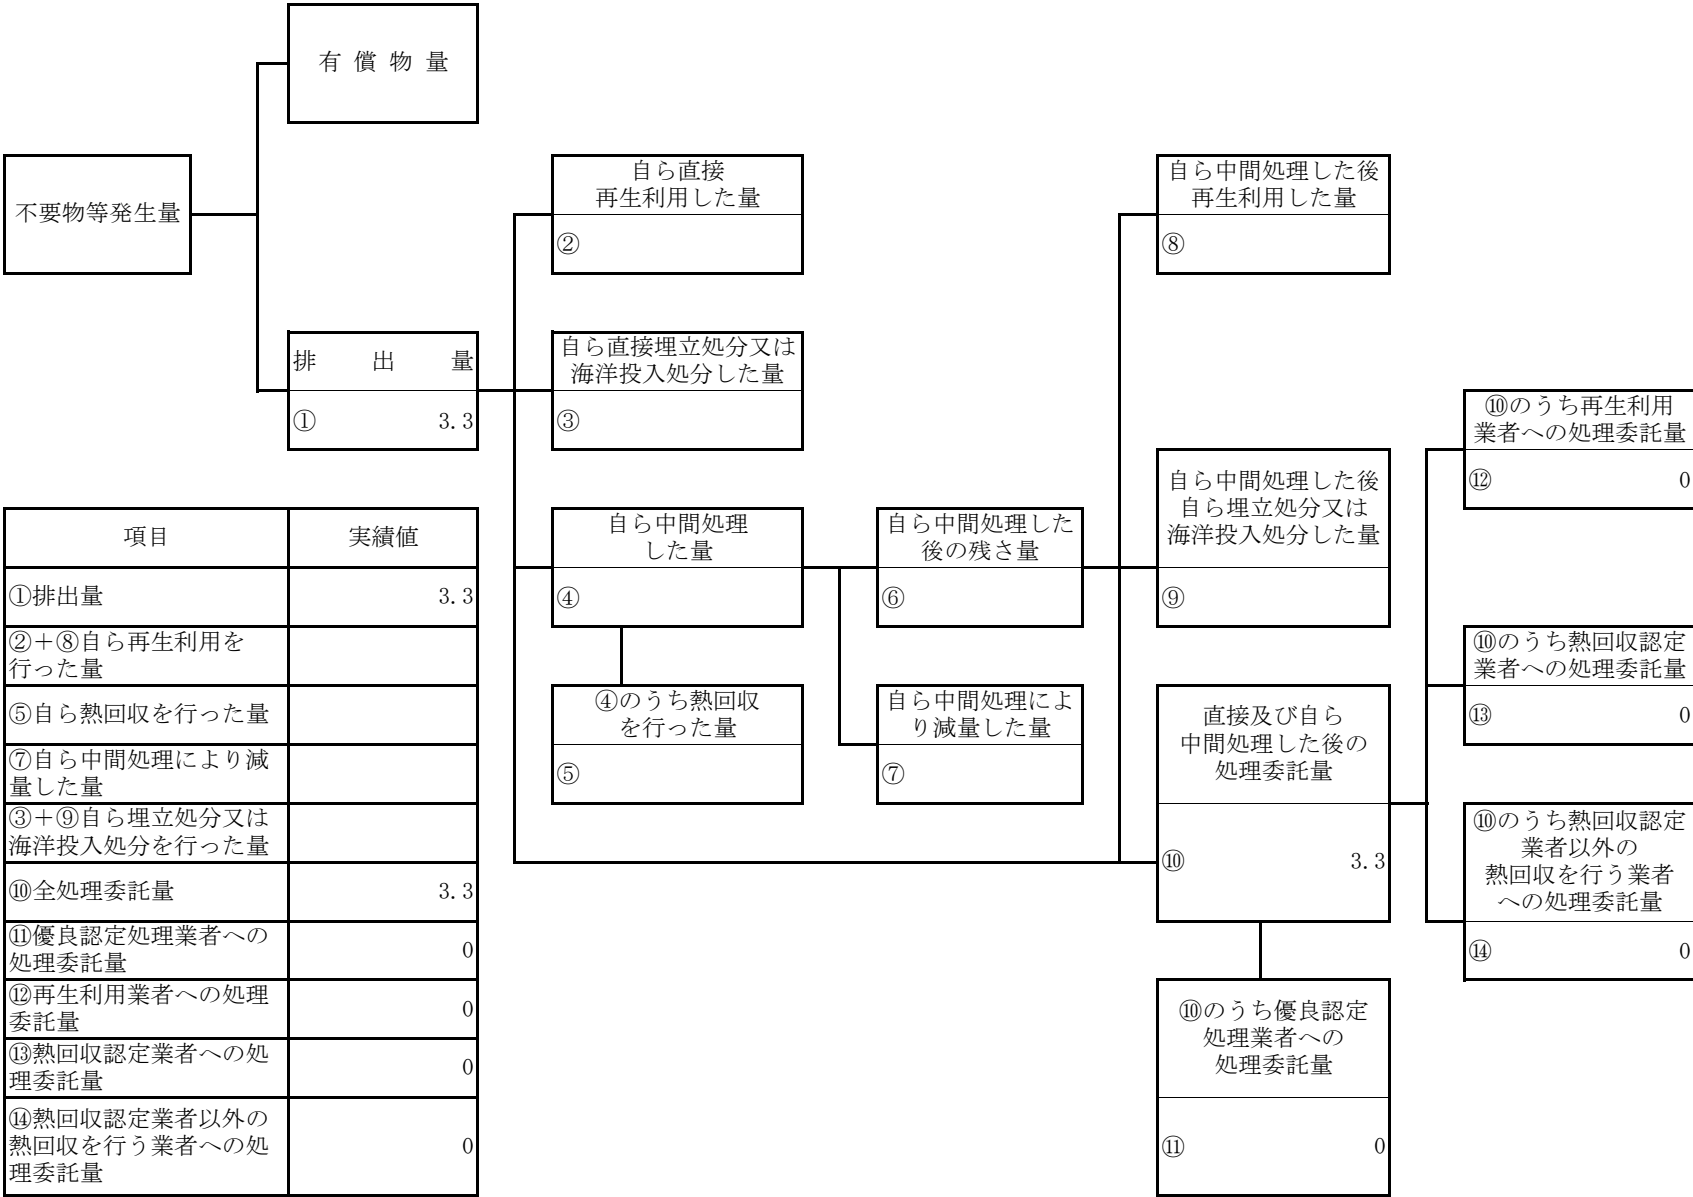 有償物量
不要物等発生量
自ら直接
再生利用した量
②
自ら中間処理した後
再生利用した量
⑧
排出量
① 3.3
自ら直接埋立処分又は
海洋投入処分した量
③
⑩のうち再生利用
業者への処理委託量
⑫ 0
自ら中間処理
した量
④
自ら中間処理した
後の残さ量
⑥
自ら中間処理した後
自ら埋立処分又は
海洋投入処分した量
⑨
⑩のうち熱回収認定
業者への処理委託量
⑬ 0
④のうち熱回収
を行った量
⑤
自ら中間処理によ
り減量した量
⑦
直接及び自ら
中間処理した後の
処理委託量
⑩ 3.3
⑩のうち熱回収認定
業者以外の
熱回収を行う業者
への処理委託量
⑭ 0
⑩のうち優良認定
処理業者への
処理委託量
⑪ 0
項目 実績値
①排出量 3.3
②＋⑧自ら再生利用を
行った量
⑤自ら熱回収を行った量
⑦自ら中間処理により減
量した量
③＋⑨自ら埋立処分又は
海洋投入処分を行った量
⑩全処理委託量 3.3
⑪優良認定処理業者への
処理委託量 0
⑫再生利用業者への処理
委託量 0
⑬熱回収認定業者への処
理委託量 0
⑭熱回収認定業者以外の
熱回収を行う業者への処
理委託量 0